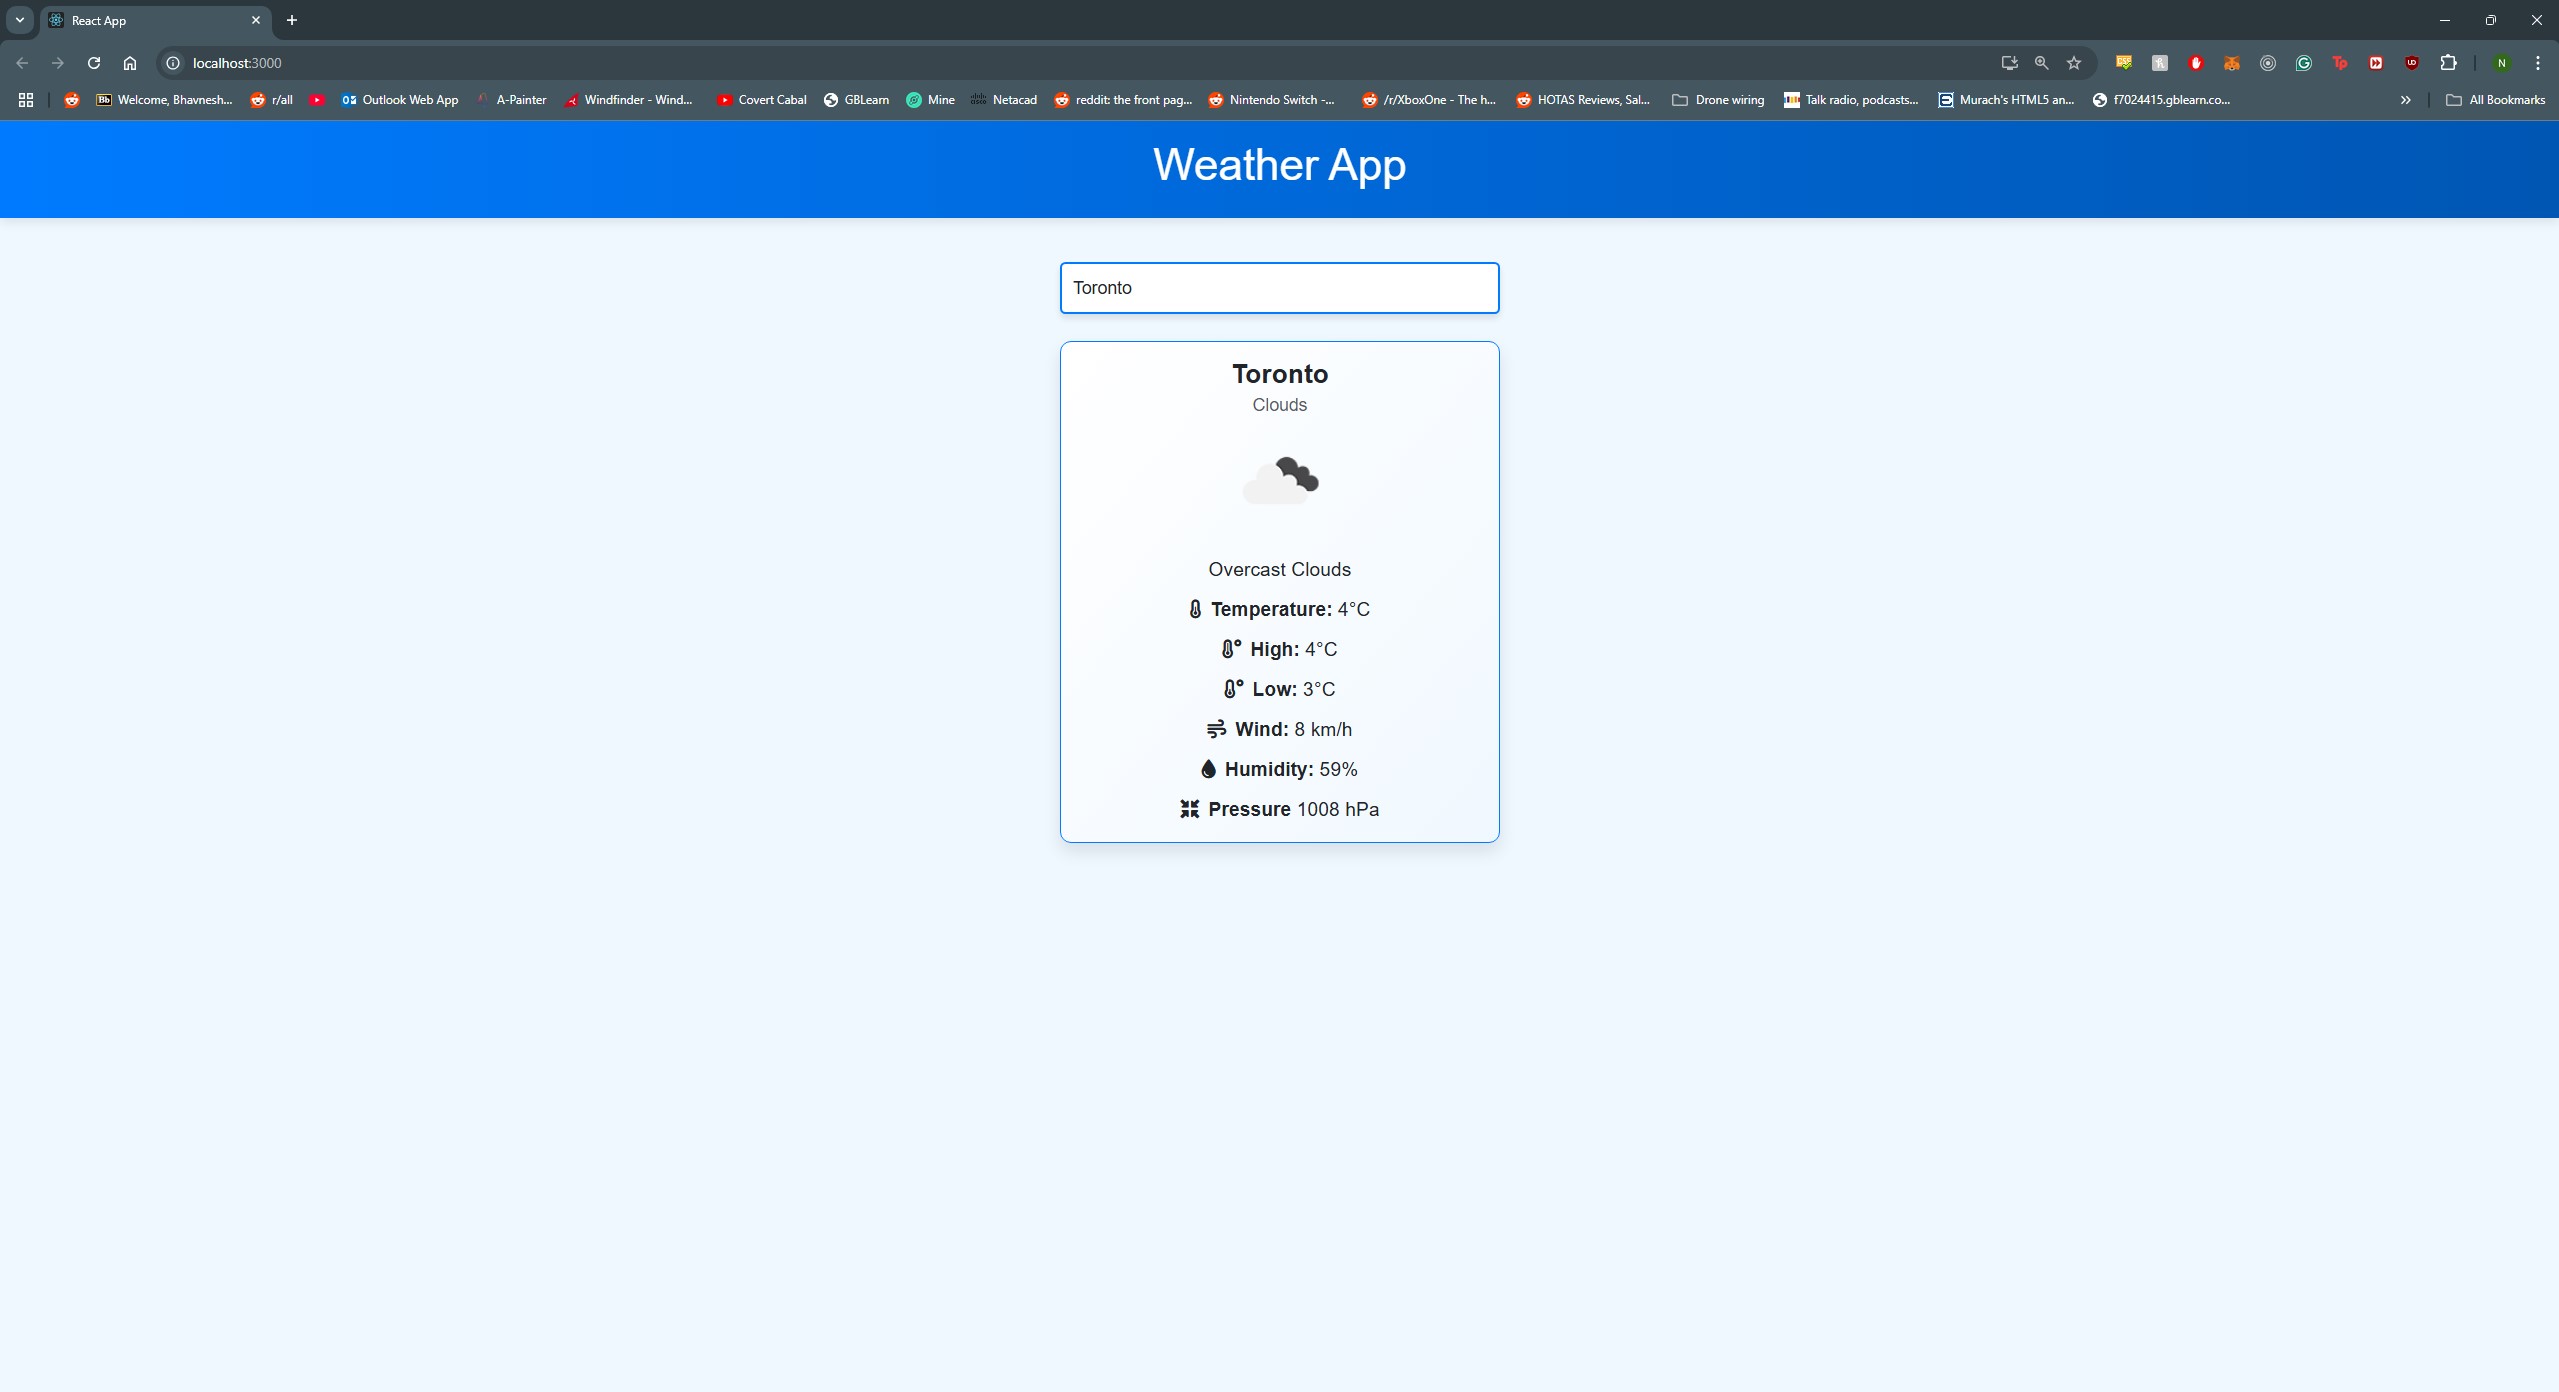 React App
localhost:3000
Welcome, Bhavnesh... r/all Outlook Web App A-Painter Windfinder - Wind... Covert Cabal GBLearn Mine Netacad reddit: the front pag... Nintendo Switch -... /r/XboxOne - The h... HOTAS Reviews, Sal... Drone wiring Talk radio, podcasts... Murach's HTML5 an... f7024415.gblearn.co... » All Bookmarks
Weather App
Toronto
Toronto
Clouds
Overcast Clouds
Temperature: 4°C
High: 4°C
Low: 3°C
Wind: 8 km/h
Humidity: 59%
Pressure 1008 hPa